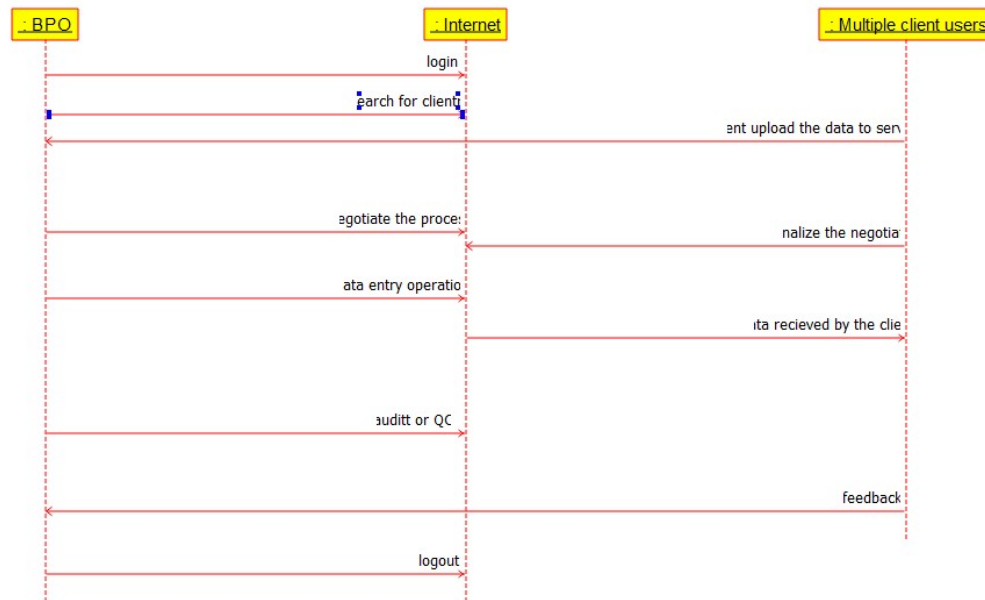 : BPO
: Internet
: Multiple client users
login
earch for client
ent upload the data to serv
egotiate the proce
nalize the negotia
ata entry operatio
ata recieved by the clie
auditt or QC
feedback
logout